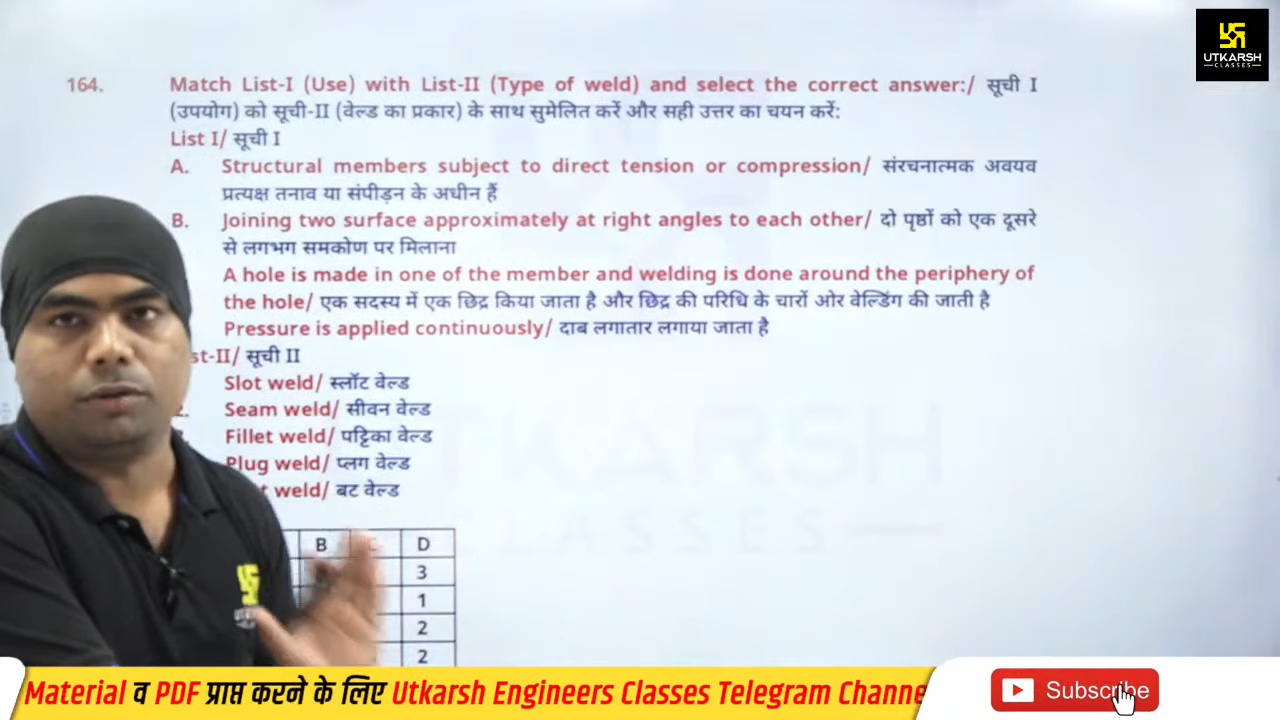 UTKARSH
CLASSES
164. Match List-I (Use) with List-II (Type of weld) and select the correct answer:/ सूची I
(उपयोग) को सूची-II (वेल्ड का प्रकार) के साथ सुमेलित करें और सही उत्तर का चयन करें:
List I/ सूची I
A. Structural members subject to direct tension or compression/ संरचनात्मक अवयव
प्रत्यक्ष तनाव या संपीड़न के अधीन हैं
B. Joining two surface approximately at right angles to each other/ दो पृष्ठों को एक दूसरे
से लगभग समकोण पर मिलाना
A hole is made in one of the member and welding is done around the periphery of
the hole/ एक सदस्य में एक छिद्र किया जाता है और छिद्र की परिधि के चारों ओर वेल्डिंग की जाती है
Pressure is applied continuously/ दाब लगातार लगाया जाता है
st-II/ सूची II
Slot weld/ स्लॉट वेल्ड
Seam weld/ सीवन वेल्ड
Fillet weld/ पट्टिका वेल्ड
Plug weld/ प्लग वेल्ड
weld/ बट वेल्ड
UTKARSH
CLASSES
B D
3
1
2
2
Material व PDF प्राप्त करने के लिए Utkarsh Engineers Classes Telegram Channe
Subscribe